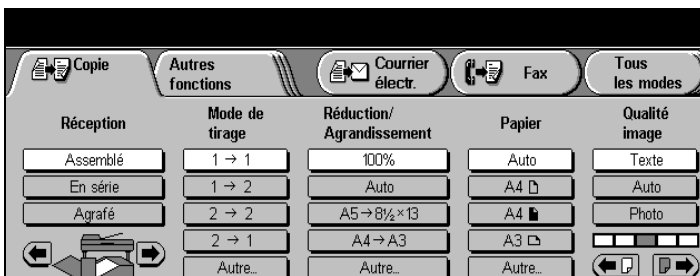 Copie
Autres
fonctions
Courrier
électr.
Fax
Tous
les modes
Réception
Mode de
tirage
Réduction/
Agrandissement
Papier
Qualité
image
Assemblé
1 → 1
100%
Auto
Texte
En série
1 → 2
Auto
A4
Auto
Agrafé
2 → 2
A5→8½×13
A4
Photo
2 → 1
A4→A3
A3
Autre...
Autre...
Autre...